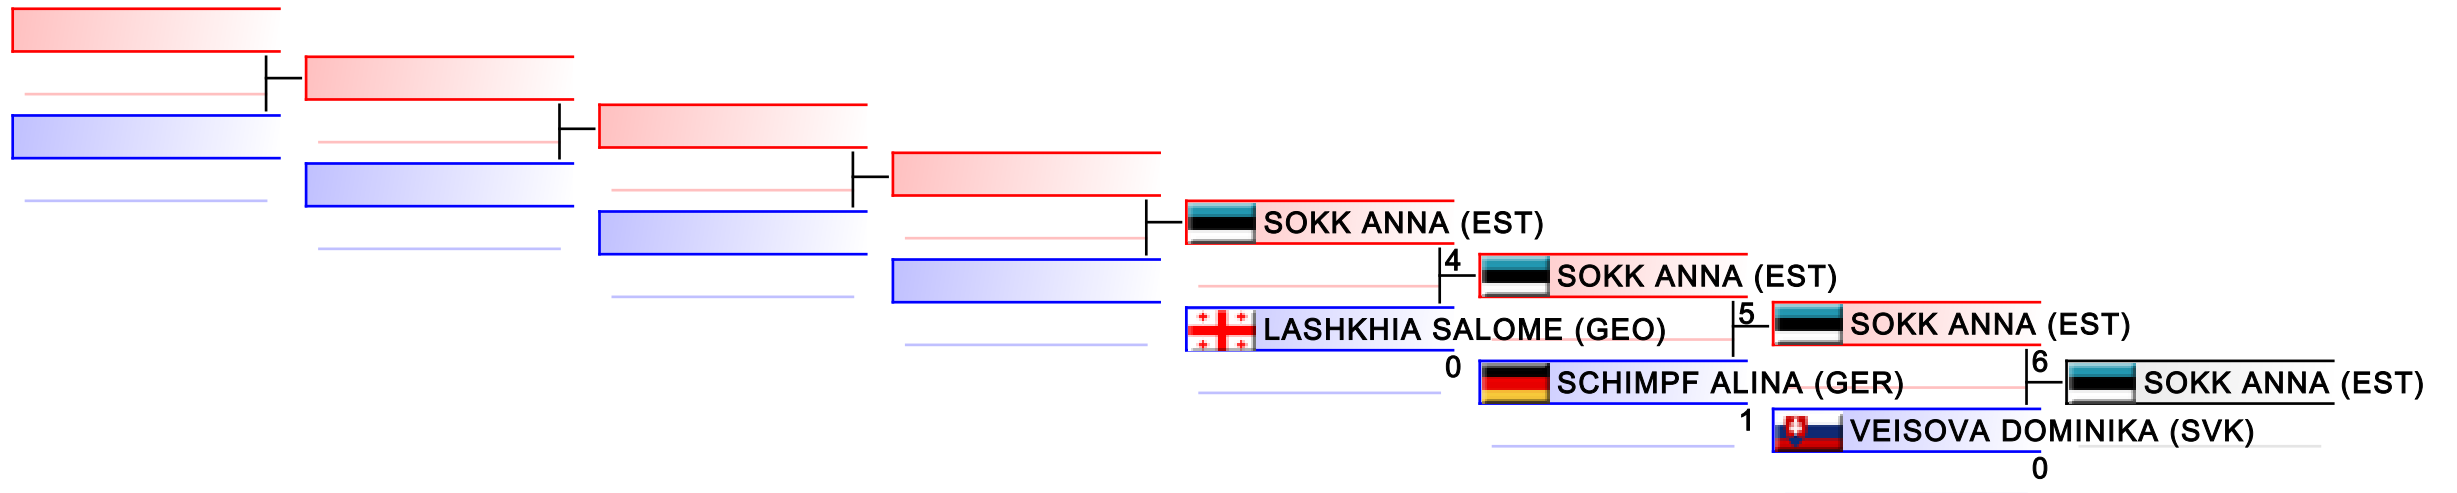 SOKK ANNA (EST)
4
SOKK ANNA (EST)
LASHKHIA SALOME (GEO)
0
5
SOKK ANNA (EST)
SCHIMPF ALINA (GER)
1
6
SOKK ANNA (EST)
VEISOVA DOMINIKA (SVK)
0